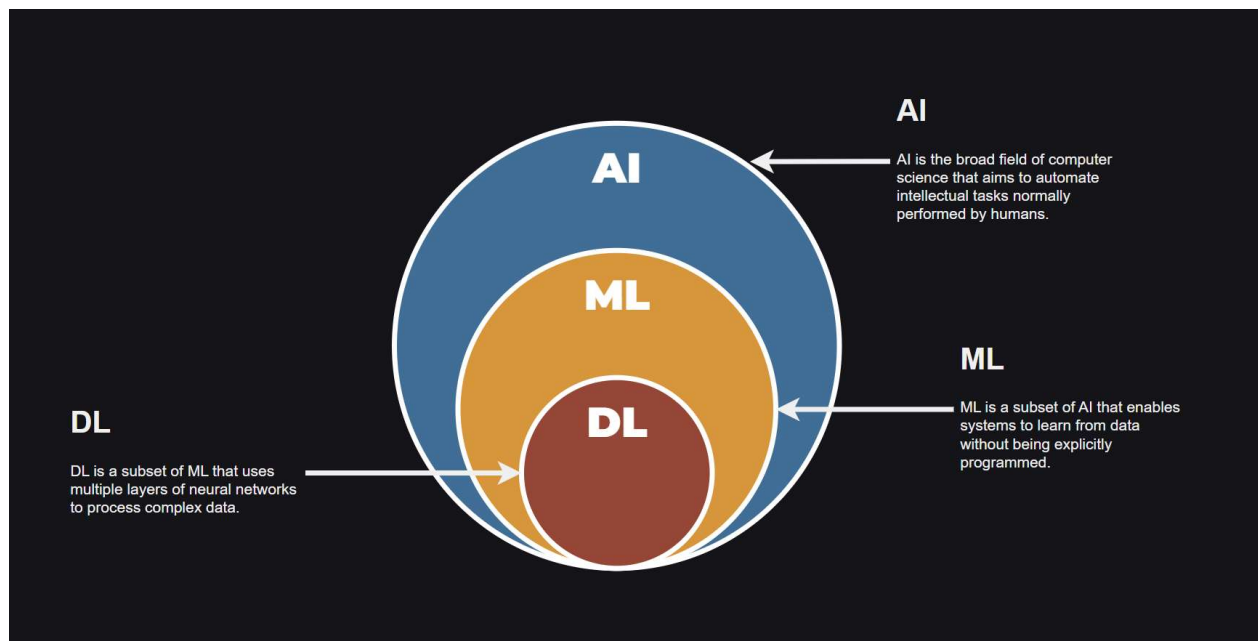 AI
AI
AI is the broad field of computer
science that aims to automate
intellectual tasks normally
performed by humans.
ML
ML
ML is a subset of AI that enables
systems to learn from data
without being explicitly
programmed.
DL
DL
DL is a subset of ML that uses
multiple layers of neural networks
to process complex data.